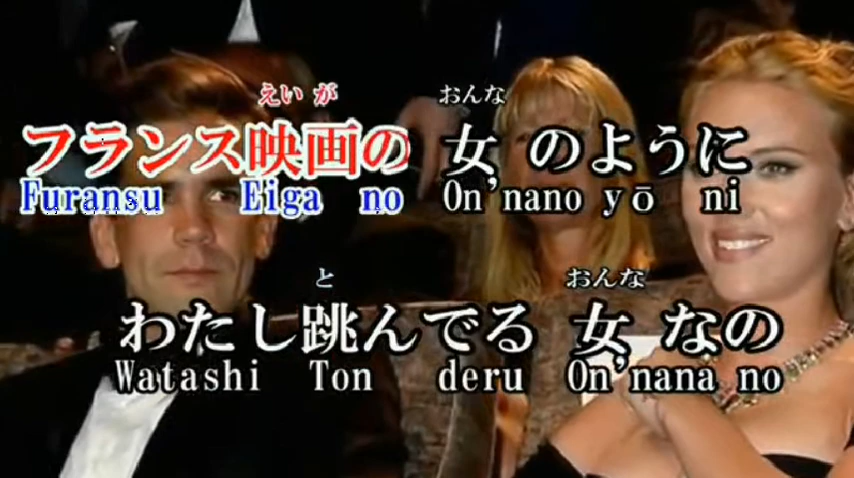 えい が おんな
フランス映画の 女 のように
Furansu Eiga no On'nano yō ni
と おんな
わたし跳んでる 女 なの
Watashi Ton deru On'nana no